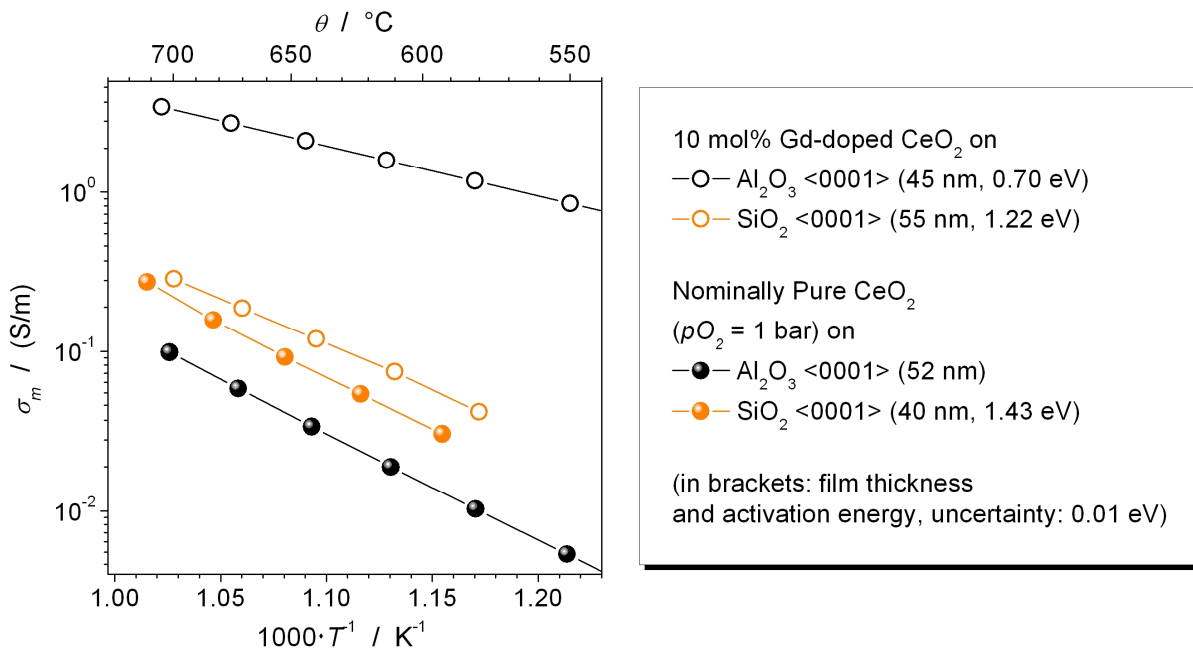 θ / °C
700 650 600 550
10⁰
10⁻¹
10⁻²
σₘ / (S/m)
1.00 1.05 1.10 1.15 1.20
1000·T⁻¹ / K⁻¹
10 mol% Gd-doped CeO₂ on
Al₂O₃ <0001> (45 nm, 0.70 eV)
SiO₂ <0001> (55 nm, 1.22 eV)
Nominally Pure CeO₂
(pO₂ = 1 bar) on
Al₂O₃ <0001> (52 nm)
SiO₂ <0001> (40 nm, 1.43 eV)
(in brackets: film thickness
and activation energy, uncertainty: 0.01 eV)